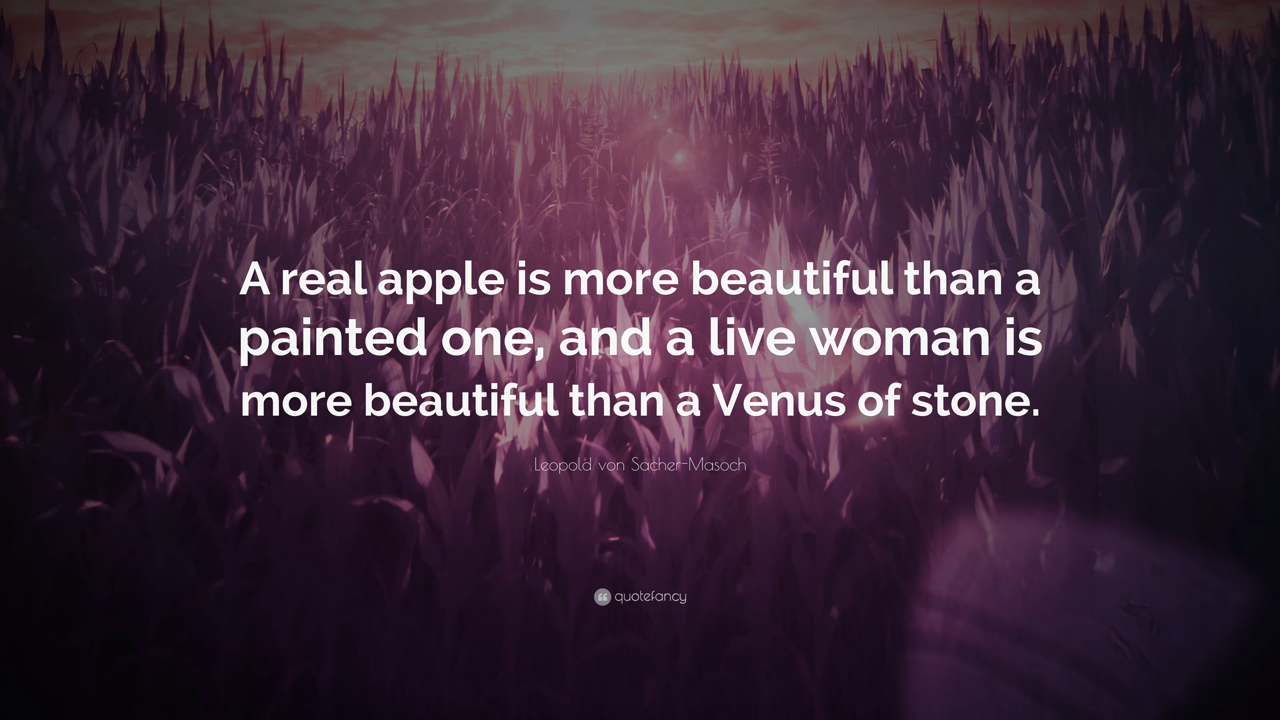 A real apple is more beautiful than a
painted one, and a live woman is
more beautiful than a Venus of stone.
Leopold von Sacher-Masoch
quotefancy